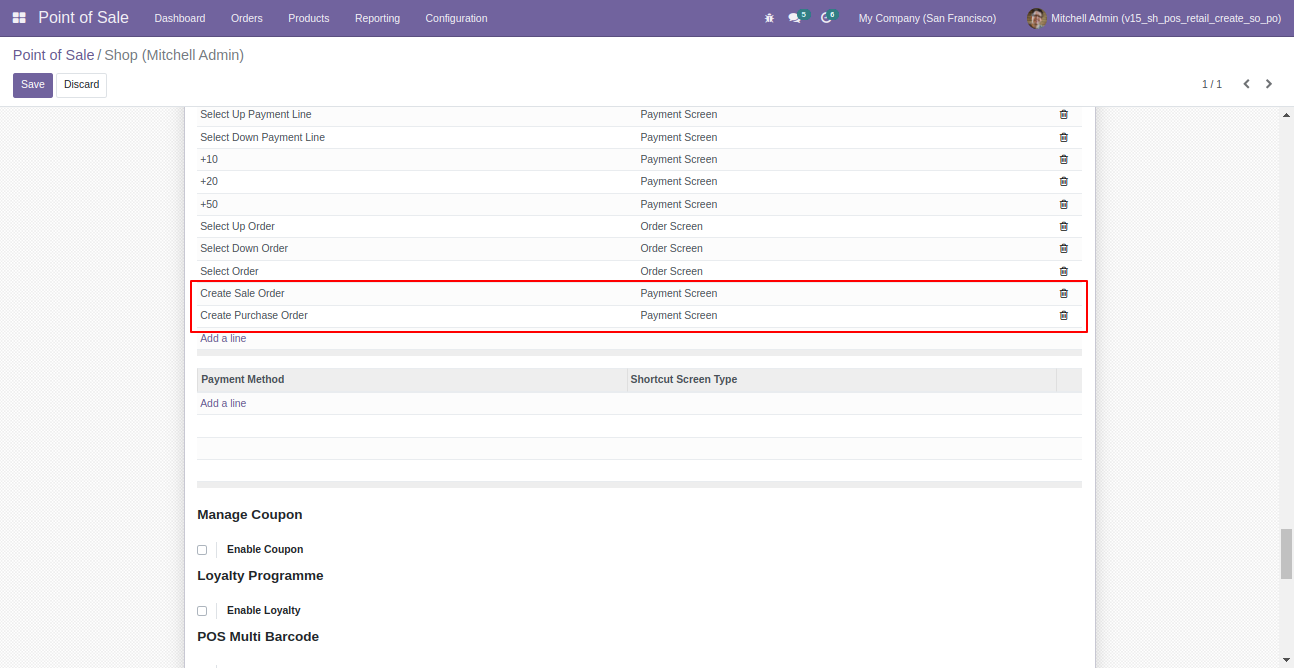 Point of Sale Dashboard Orders Products Reporting Configuration 5 6 My Company (San Francisco) Mitchell Admin (v15_sh_pos_retail_create_so_po)
Point of Sale / Shop (Mitchell Admin)
Save Discard 1 / 1
Select Up Payment Line Payment Screen
Select Down Payment Line Payment Screen
+10 Payment Screen
+20 Payment Screen
+50 Payment Screen
Select Up Order Order Screen
Select Down Order Order Screen
Select Order Order Screen
Create Sale Order Payment Screen
Create Purchase Order Payment Screen
Add a line
Payment Method Shortcut Screen Type
Add a line
Manage Coupon
Enable Coupon
Loyalty Programme
Enable Loyalty
POS Multi Barcode